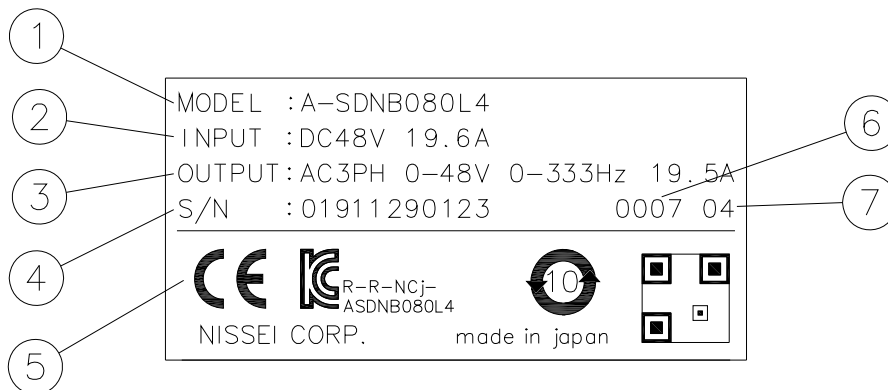 1
2
3
4
5
6
7
MODEL :A-SDNB080L4
INPUT :DC48V 19.6A
OUTPUT:AC3PH 0-48V 0-333Hz 19.5A
S/N :01911290123 0007 04
CE KC R-R-NCj-
ASDNB080L4
10
NISSEI CORP. made in japan